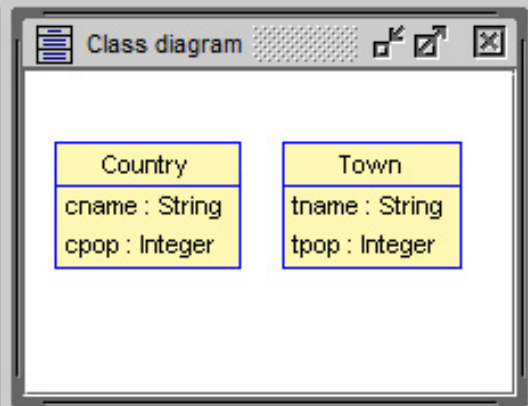 Class diagram
Country
cname : String
cpop : Integer
Town
tname : String
tpop : Integer